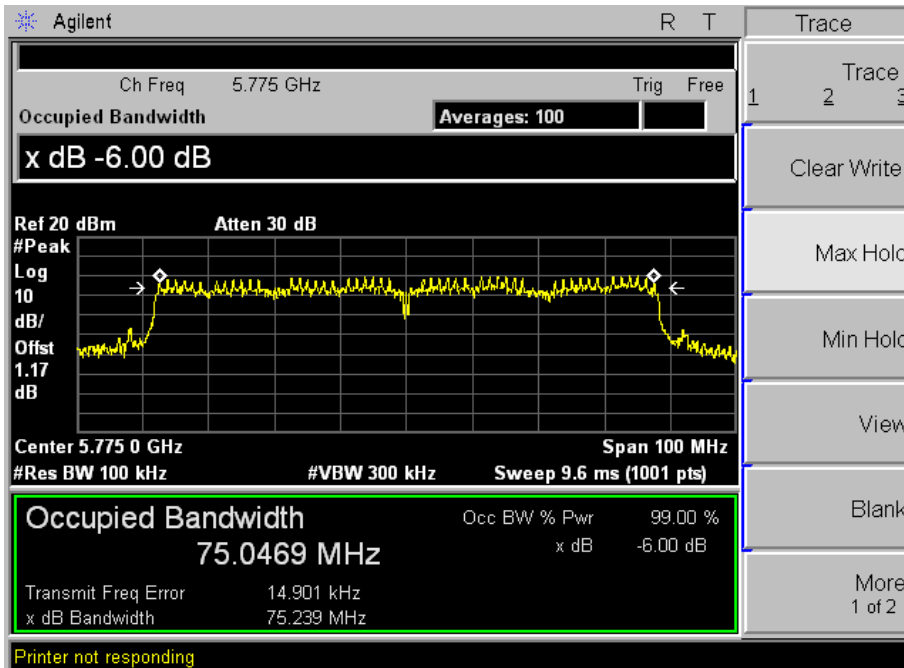 Agilent R T Trace
Ch Freq 5.775 GHz Trig Free
Occupied Bandwidth Averages: 100
x dB -6.00 dB
Ref 20 dBm Atten 30 dB
#Peak
Log
10
dB/
Offst
1.17
dB
Center 5.775 0 GHz Span 100 MHz
#Res BW 100 kHz #VBW 300 kHz Sweep 9.6 ms (1001 pts)
Occupied Bandwidth Occ BW % Pwr 99.00 %
75.0469 MHz x dB -6.00 dB
Transmit Freq Error 14.901 kHz
x dB Bandwidth 75.239 MHz
Printer not responding
Trace
1 2 3
Clear Write
Max Hold
Min Hold
View
Blank
More
1 of 2